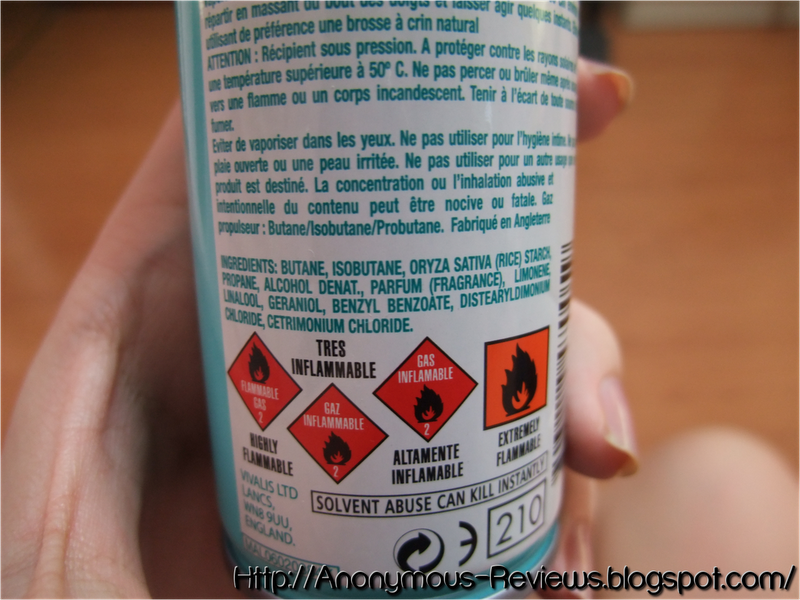 répartir en massant au bout des doigts et laisser agir quelques
utilisant de préférence une brosse à crin natural
ATTENTION : Récipient sous pression. A protéger contre les rayons
une température supérieure à 50° C. Ne pas percer ou brûler même après
vers une flamme ou un corps incandescent. Tenir à l'écart de toute
fumer.
Eviter de vaporiser dans les yeux. Ne pas utiliser pour l'hygiène intime.
plaie ouverte ou une peau irritée. Ne pas utiliser pour un autre usage
produit est destiné. La concentration ou l'inhalation abusive et
intentionnelle du contenu peut être nocive ou fatale. Gaz
propulseur : Butane/Isobutane/Probutane. Fabriqué en Angleterre
INGREDIENTS: BUTANE, ISOBUTANE, ORYZA SATIVA (RICE) STARCH,
PROPANE, ALCOHOL DENAT., PARFUM (FRAGRANCE), LIMONENE,
LINALOOL, GERANIOL, BENZYL BENZOATE, DISTEARYLDIMONIUM
CHLORIDE, CETRIMONIUM CHLORIDE.
TRES
INFLAMMABLE
FLAMMABLE
GAS
2
GAZ
INFLAMMABLE
2
GAS
INFLAMABLE
2
HIGHLY
FLAMMABLE
ALTAMENTE
INFLAMABLE
EXTREMELY
FLAMMABLE
VIVALIS LTD
LANCS,
WN8 9UU,
ENGLAND.
SOLVENT ABUSE CAN KILL INSTANTLY
210
Http://Anonymous-Reviews.blogspot.com/